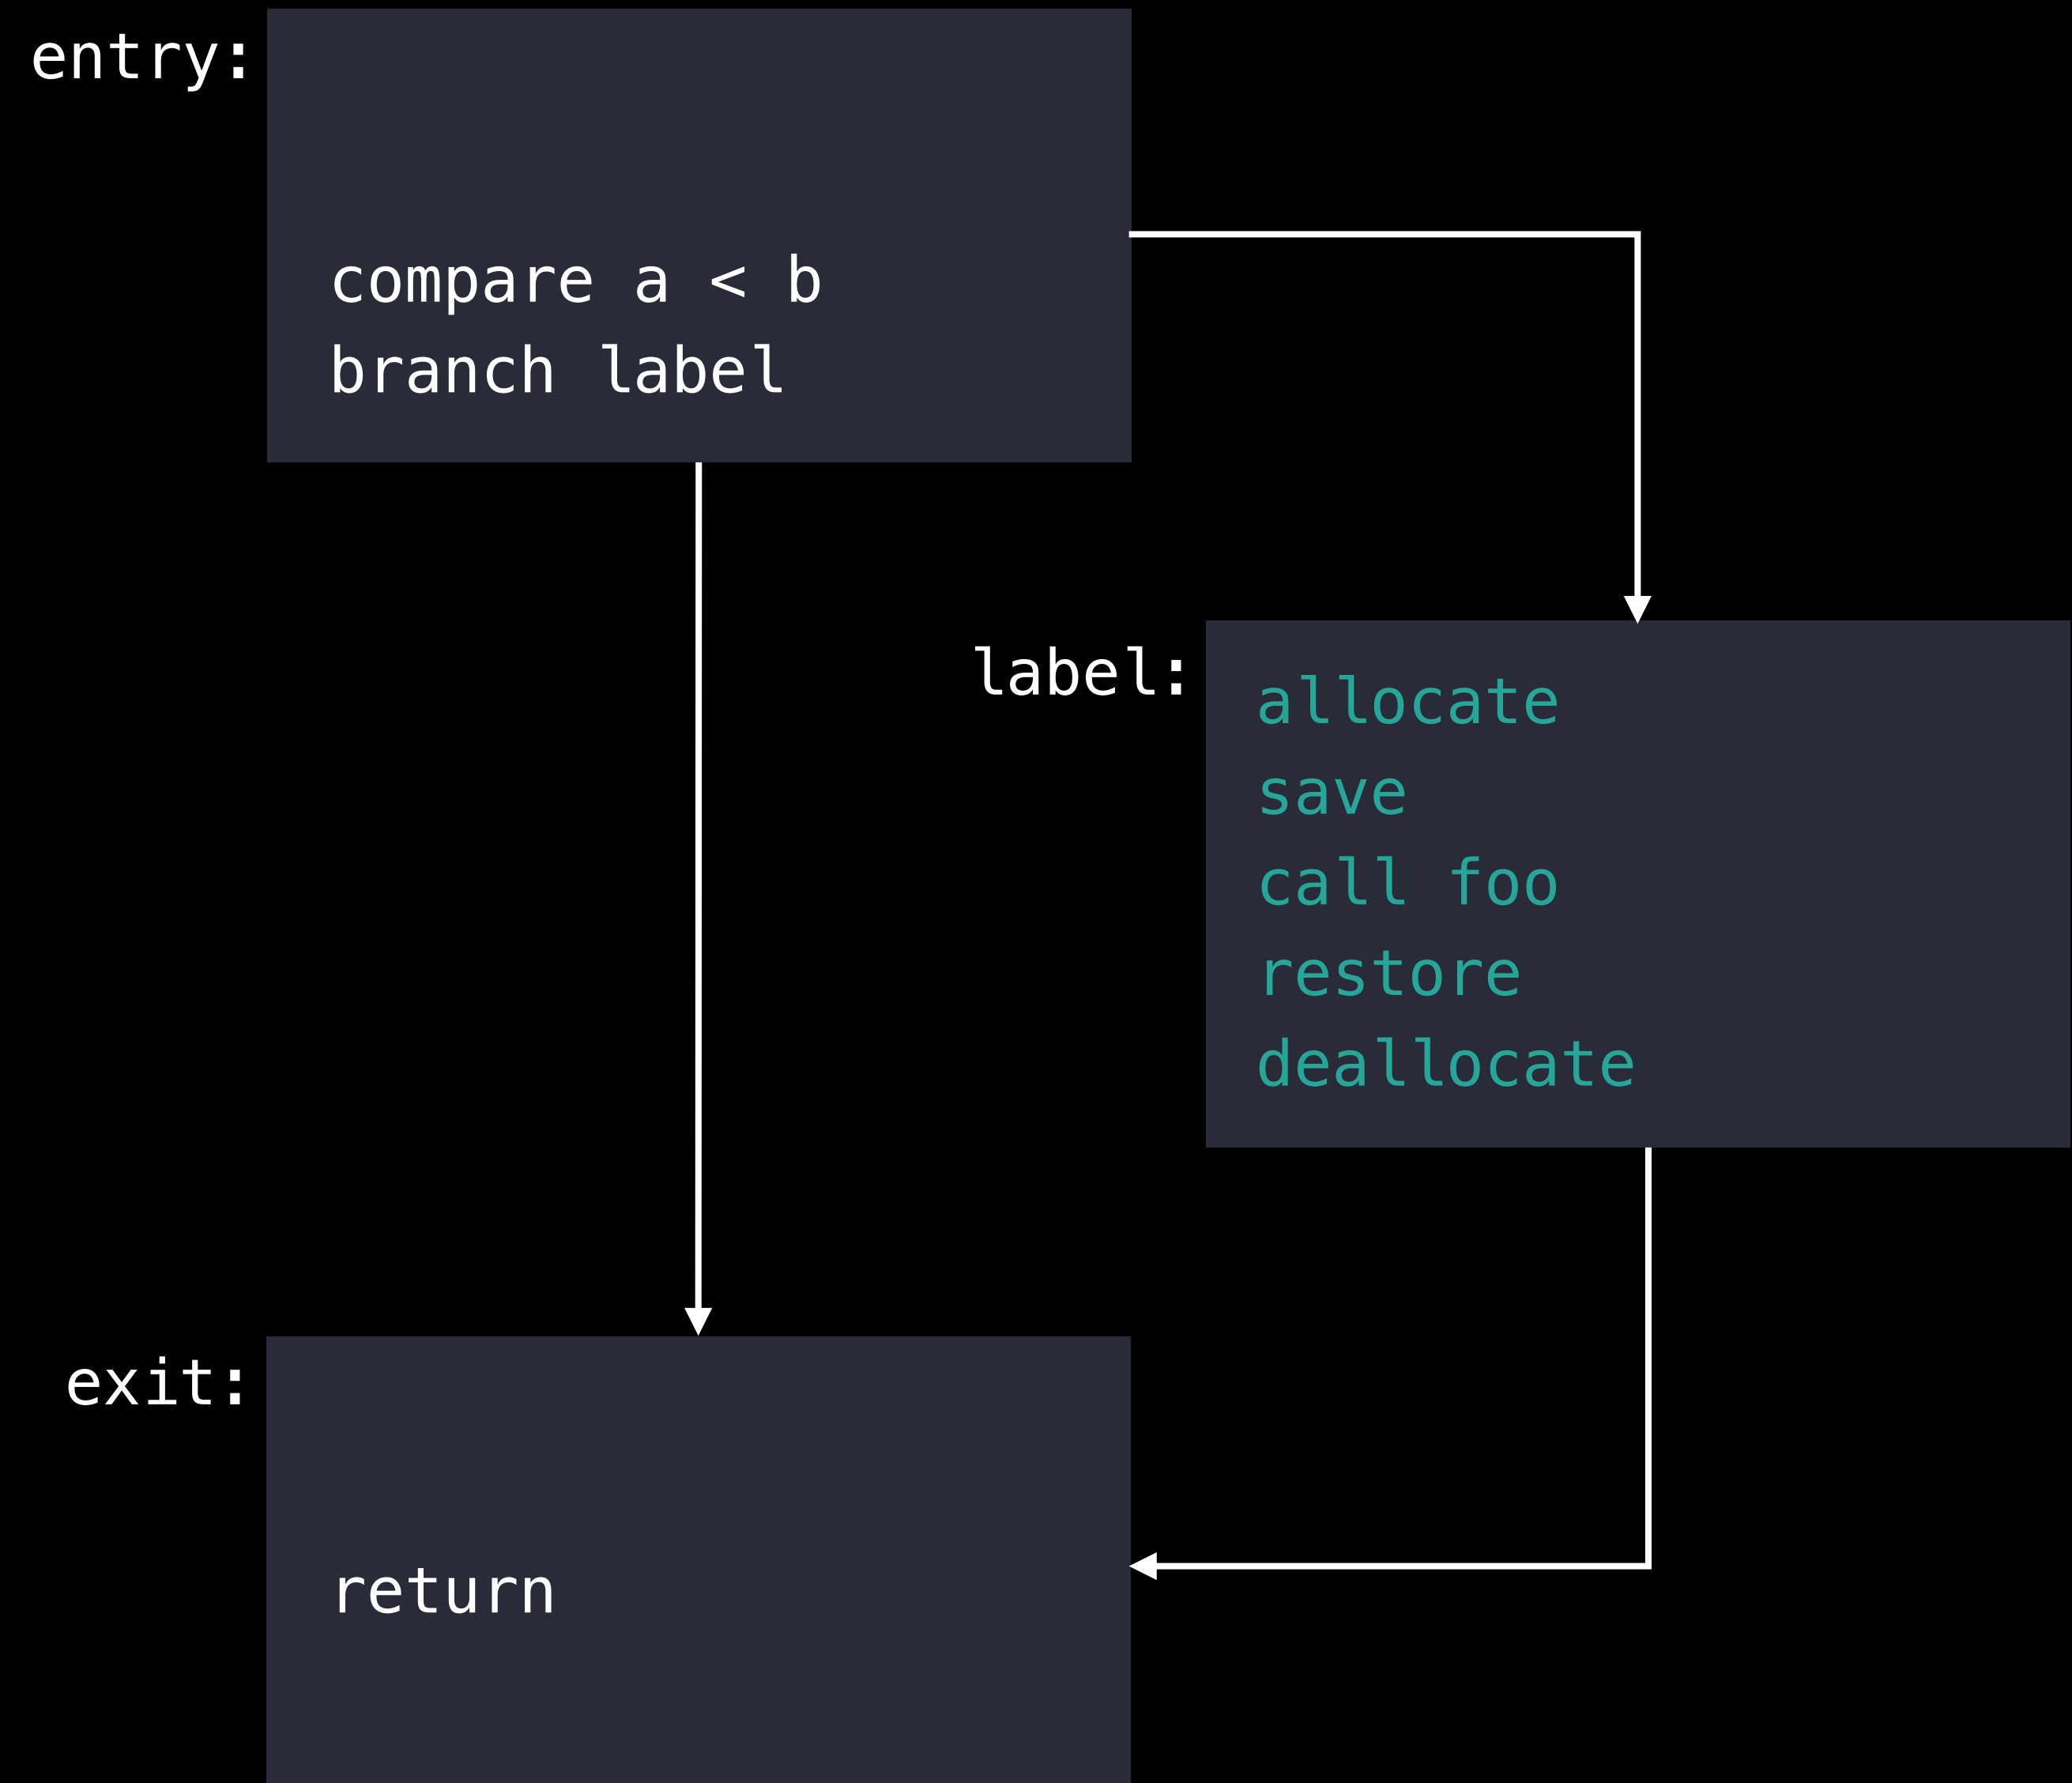 entry:
compare a < b
branch label
label:
allocate
save
call foo
restore
deallocate
exit:
return